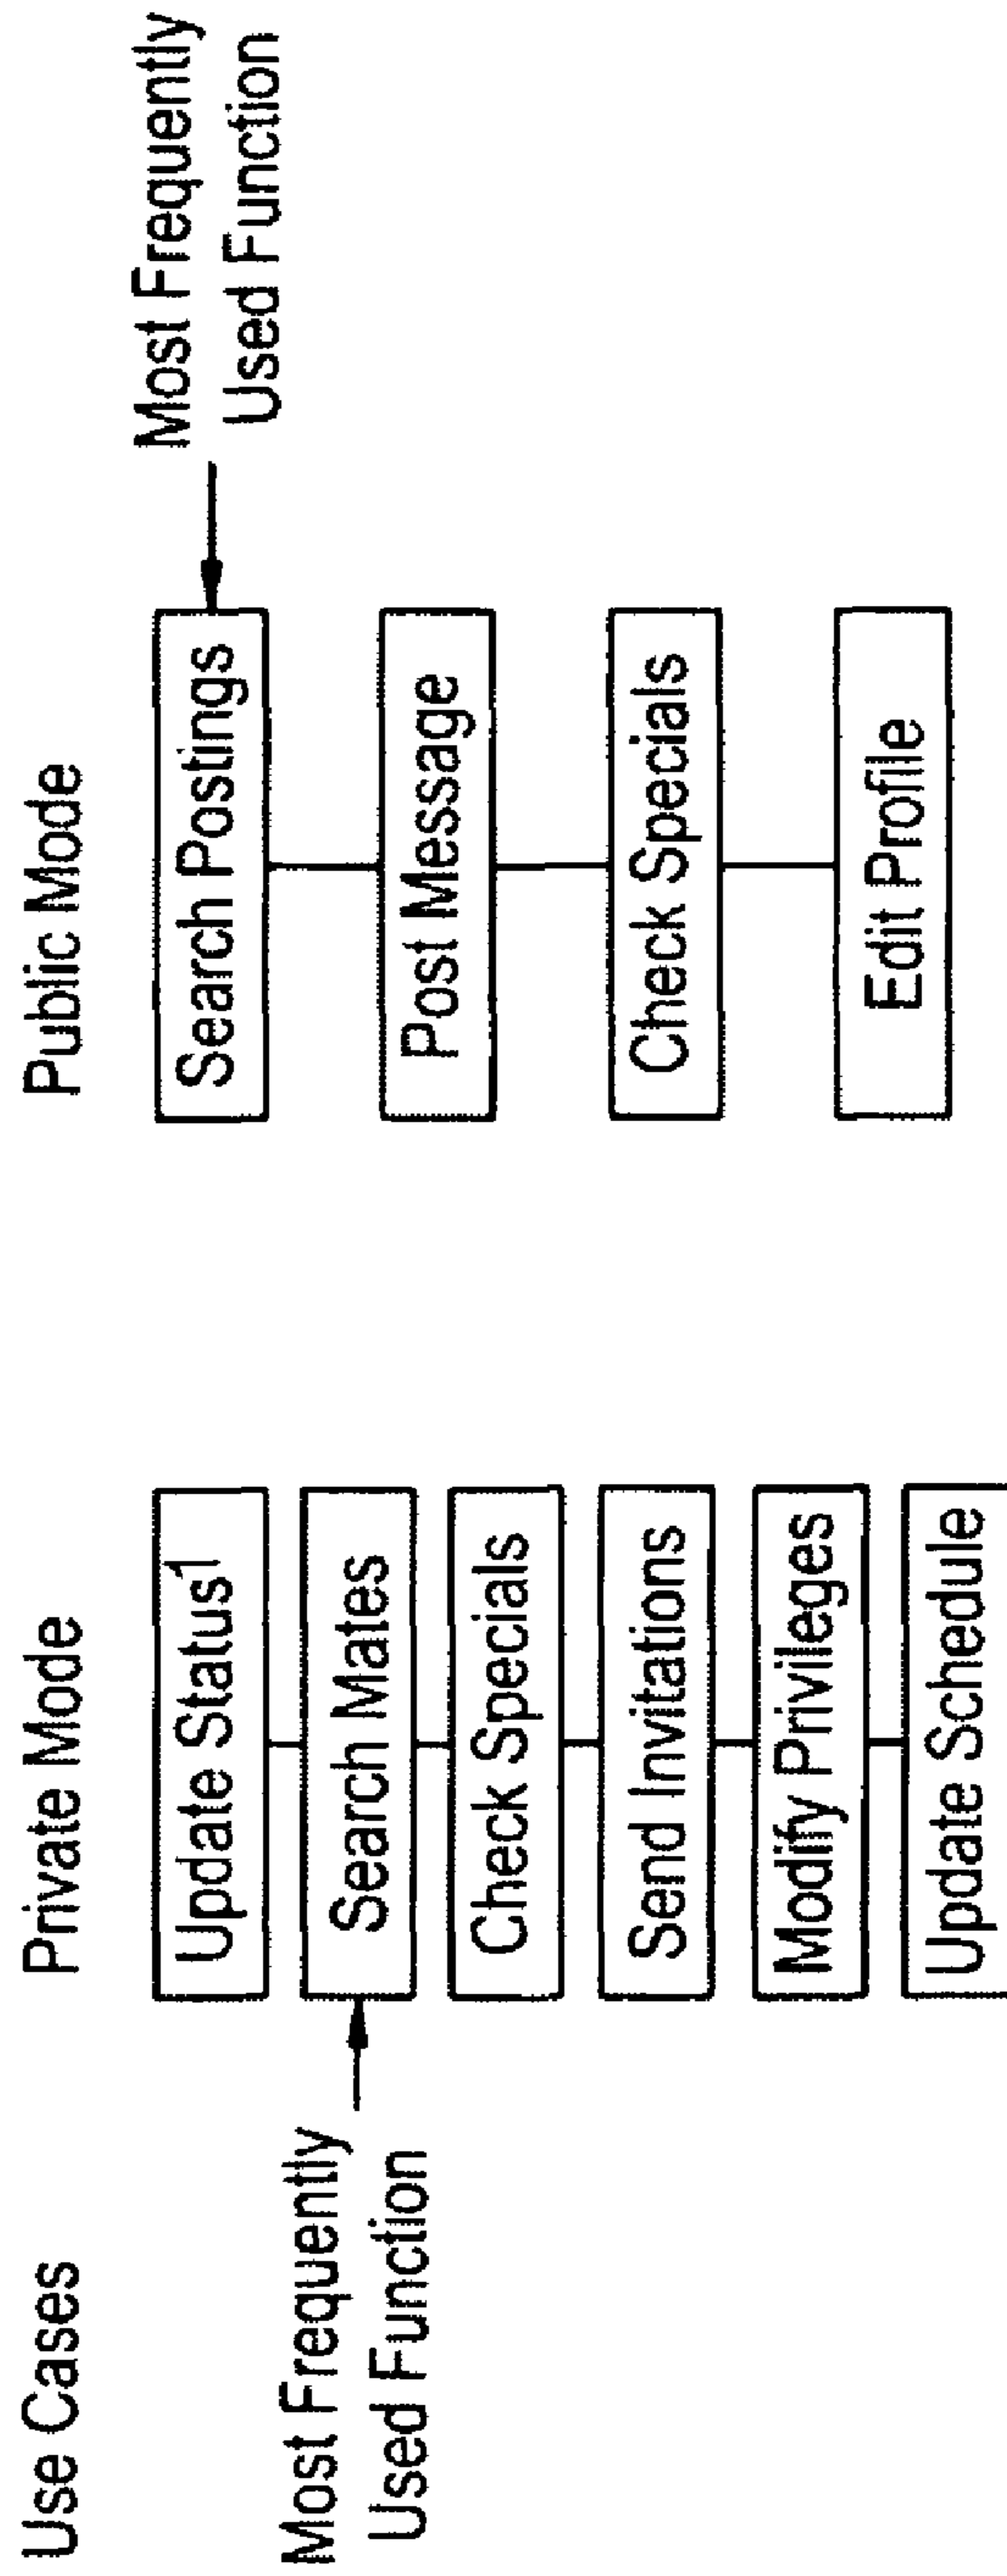 Use Cases
Private Mode
Public Mode
Most Frequently
Used Function
Update Status1
Search Mates
Check Specials
Send Invitations
Modify Privileges
Update Schedule
Search Postings
Post Message
Check Specials
Edit Profile
Most Frequently
Used Function